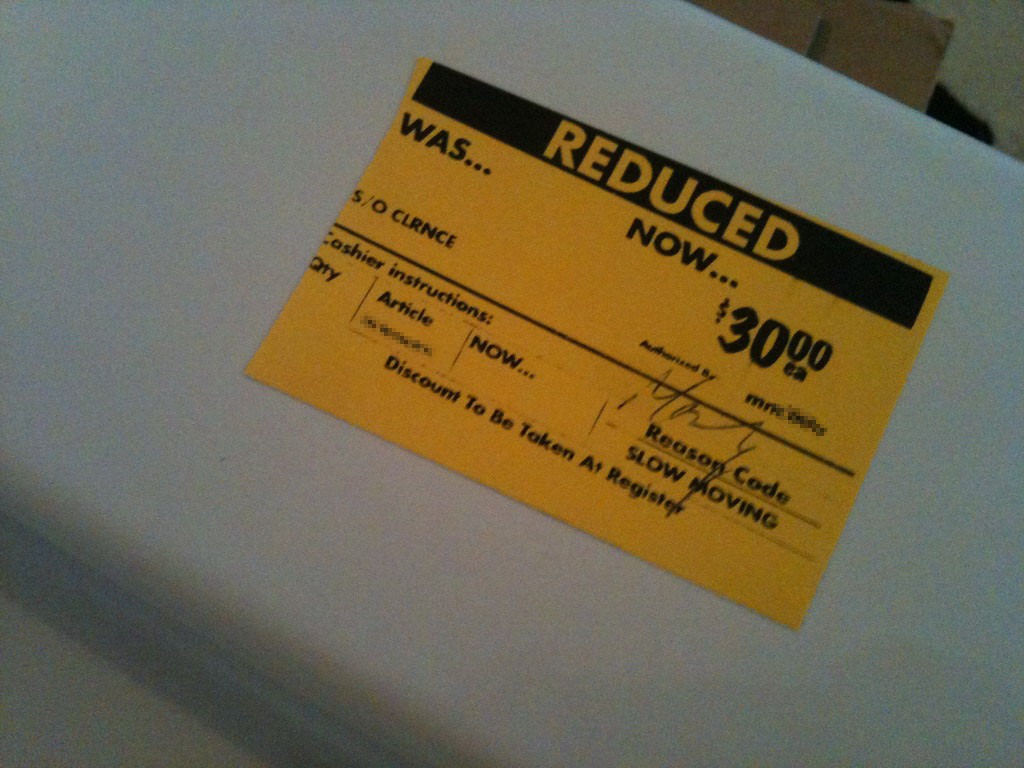 REDUCED
WAS...
NOW...
S/O CLRNCE
$30.00 ea
Cashier instructions:
Authorized By
Qty Article NOW...
Reason Code
SLOW MOVING
Discount To Be Taken At Register